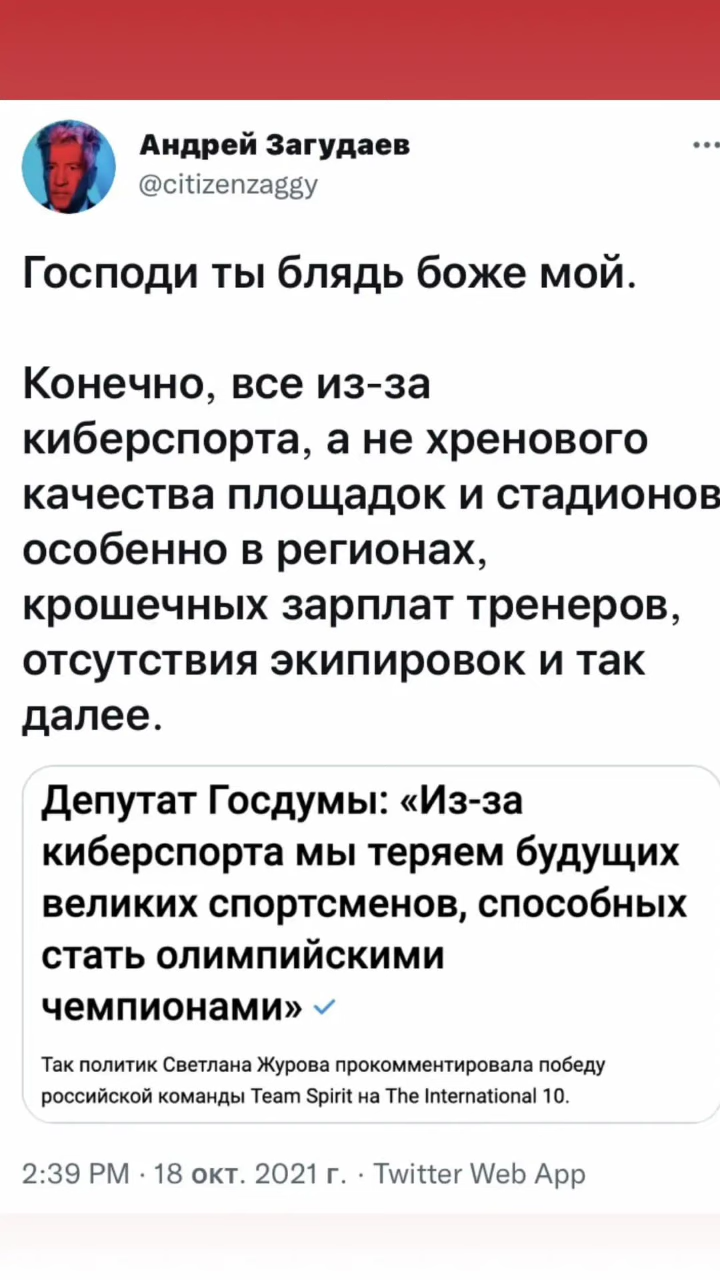 Андрей Загудаев
@citizenzaggy
Господи ты блядь боже мой.
Конечно, все из-за
киберспорта, а не хренового
качества площадок и стадионов
особенно в регионах,
крошечных зарплат тренеров,
отсутствия экипировок и так
далее.
Депутат Госдумы: «Из-за
киберспорта мы теряем будущих
великих спортсменов, способных
стать олимпийскими
чемпионами»
Так политик Светлана Журова прокомментировала победу
российской команды Team Spirit на The International 10.
2:39 PM · 18 окт. 2021 г. · Twitter Web App